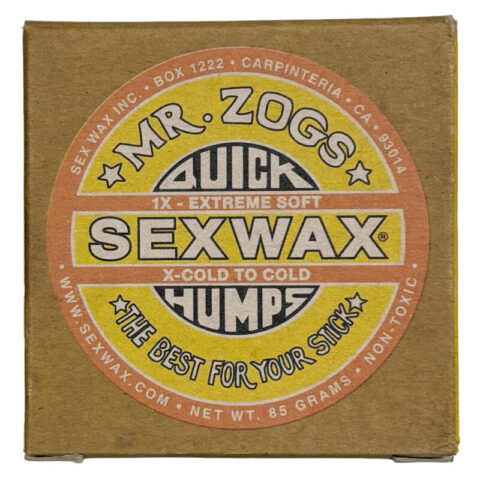 SEX WAX INC. • BOX 1222 • CARPINTERIA • CA • 93014
MR. ZOGS
QUICK
1X - EXTREME SOFT
SEXWAX®
X-COLD TO COLD
HUMPS
THE BEST FOR YOUR STICK
• WWW.SEXWAX.COM • NET WT. 85 GRAMS • NON-TOXIC •